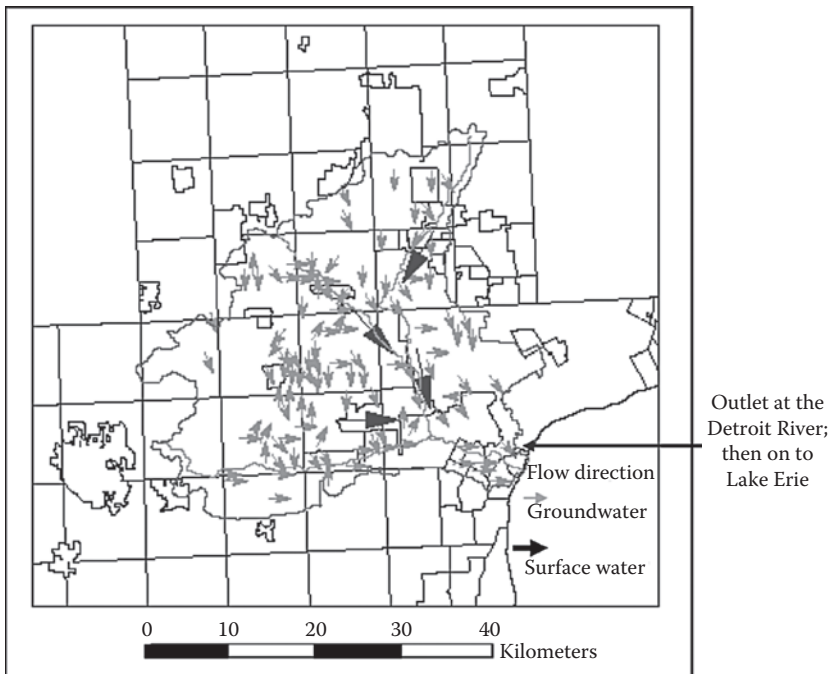 Outlet at the
Detroit River;
then on to
Lake Erie
Flow direction
Groundwater
Surface water
0 10 20 30 40
Kilometers